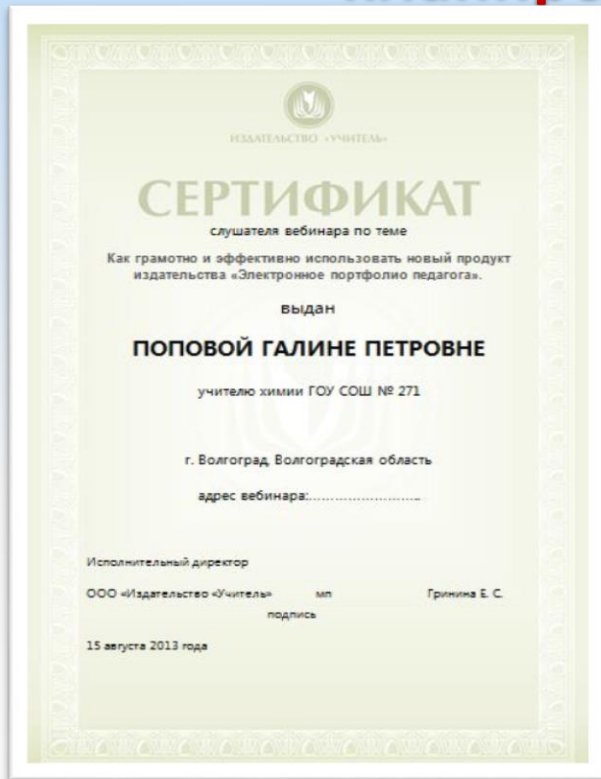 ИЗДАТЕЛЬСТВО «УЧИТЕЛЬ»
СЕРТИФИКАТ
слушателя вебинара по теме
Как грамотно и эффективно использовать новый продукт
издательства «Электронное портфолио педагога».
выдан
ПОПОВОЙ ГАЛИНЕ ПЕТРОВНЕ
учителю химии ГОУ СОШ № 271
г. Волгоград, Волгоградская область
адрес вебинара:……………………..
Исполнительный директор
ООО «Издательство «Учитель» мп Гринина Е. С.
подпись
15 августа 2013 года